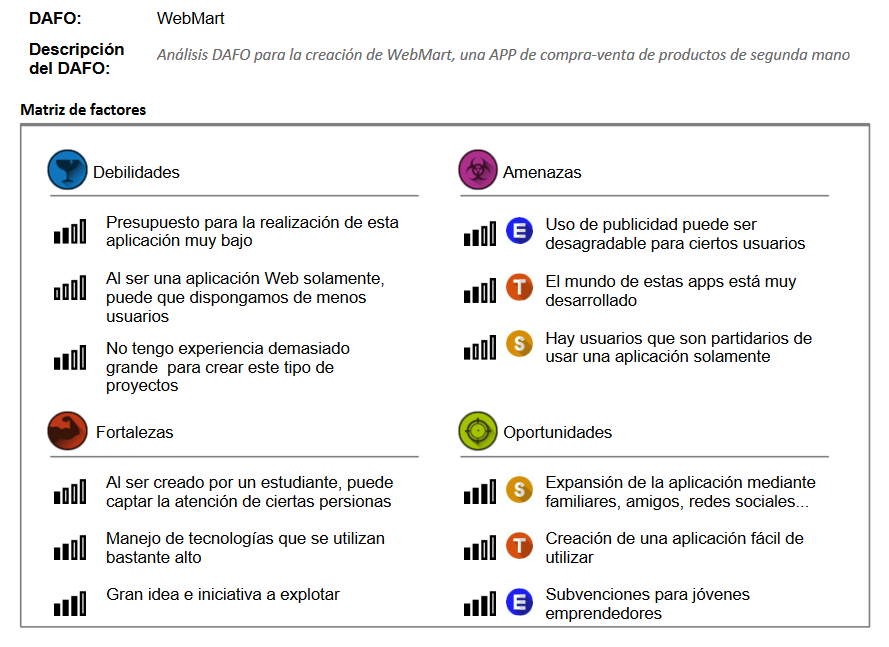 DAFO: WebMart
Descripción
del DAFO:
Análisis DAFO para la creación de WebMart, una APP de compra-venta de productos de segunda mano
Matriz de factores
Debilidades
Presupuesto para la realización de esta
aplicación muy bajo
Al ser una aplicación Web solamente,
puede que dispongamos de menos
usuarios
No tengo experiencia demasiado
grande para crear este tipo de
proyectos
Amenazas
E
Uso de publicidad puede ser
desagradable para ciertos usuarios
T
El mundo de estas apps está muy
desarrollado
S
Hay usuarios que son partidarios de
usar una aplicación solamente
Fortalezas
Al ser creado por un estudiante, puede
captar la atención de ciertas persionas
Manejo de tecnologías que se utilizan
bastante alto
Gran idea e iniciativa a explotar
Oportunidades
S
Expansión de la aplicación mediante
familiares, amigos, redes sociales...
T
Creación de una aplicación fácil de
utilizar
E
Subvenciones para jóvenes
emprendedores